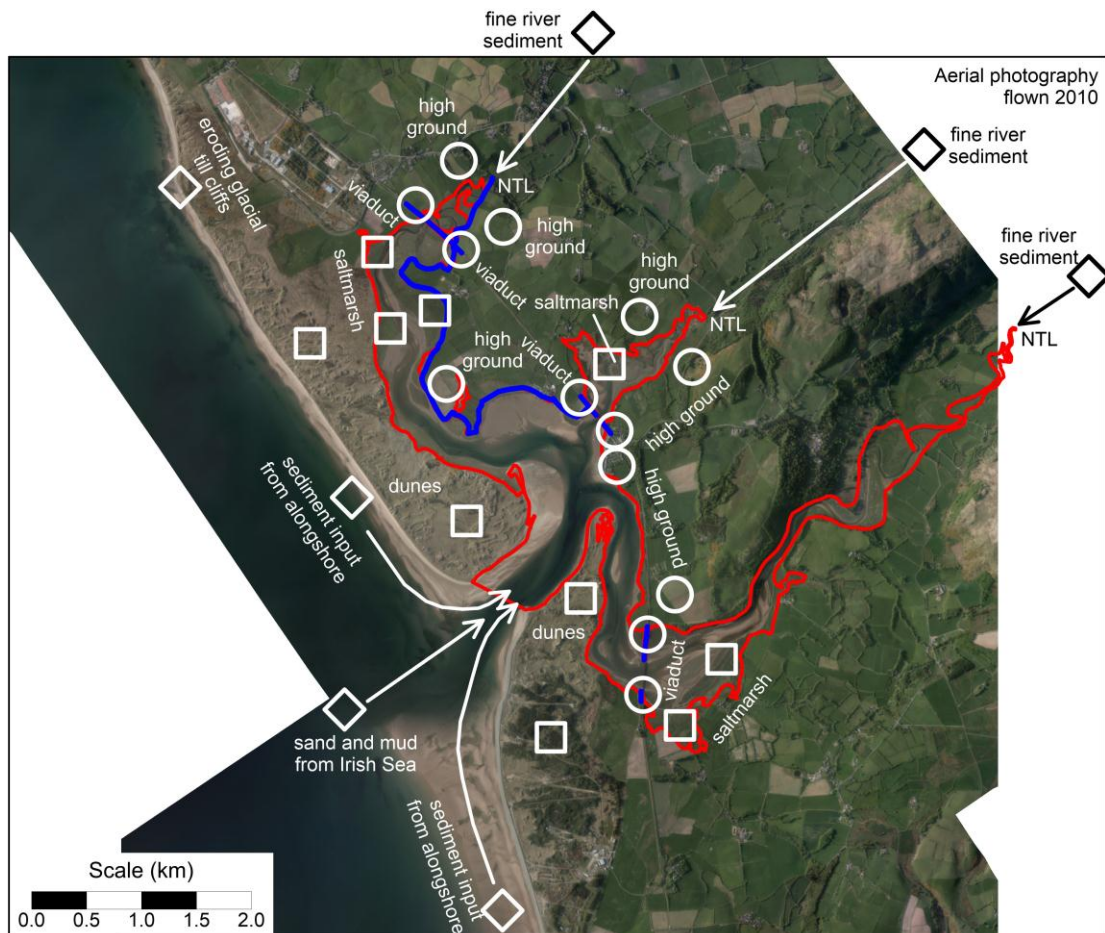 fine river
sediment
Aerial photography
flown 2010
fine river
sediment
fine river
sediment
high
ground
eroding glacial
till cliffs
viaduct
NTL
high
ground
viaduct
saltmarsh
high
ground
saltmarsh
NTL
NTL
high
ground
viaduct
high ground
dunes
high ground
sediment input
from alongshore
dunes
viaduct
saltmarsh
sand and mud
from Irish Sea
sediment input
from alongshore
Scale (km)
0.0 0.5 1.0 1.5 2.0